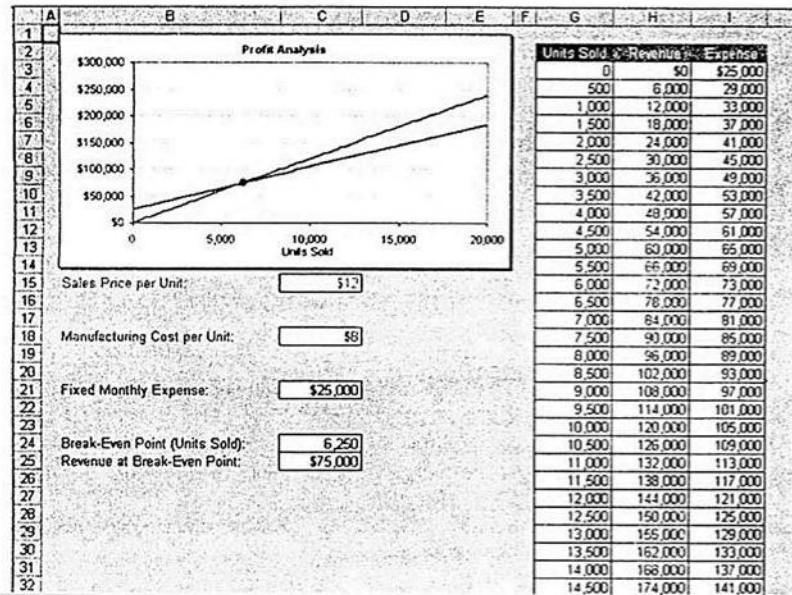 A B C D E F G H I
1
2 Profit Analysis Units Sold Revenue Expense
3 $300,000 0 $0 $25,000
4 $250,000 500 6,000 29,000
5 1,000 12,000 33,000
6 $200,000 1,500 18,000 37,000
7 $150,000 2,000 24,000 41,000
8 2,500 30,000 45,000
9 $100,000 3,000 36,000 49,000
10 $50,000 3,500 42,000 53,000
11 $0 4,000 48,000 57,000
12 0 5,000 10,000 15,000 20,000 4,500 54,000 61,000
13 Units Sold 5,000 60,000 65,000
14 5,500 66,000 69,000
15 Sales Price per Unit: $12 6,000 72,000 73,000
16 6,500 78,000 77,000
17 7,000 84,000 81,000
18 Manufacturing Cost per Unit: $8 7,500 90,000 85,000
19 8,000 96,000 89,000
20 8,500 102,000 93,000
21 Fixed Monthly Expense: $25,000 9,000 108,000 97,000
22 9,500 114,000 101,000
23 10,000 120,000 105,000
24 Break-Even Point (Units Sold): 6,250 10,500 126,000 109,000
25 Revenue at Break-Even Point: $75,000 11,000 132,000 113,000
26 11,500 138,000 117,000
27 12,000 144,000 121,000
28 12,500 150,000 125,000
29 13,000 156,000 129,000
30 13,500 162,000 133,000
31 14,000 168,000 137,000
32 14,500 174,000 141,000